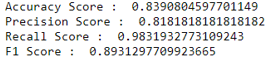 Accuracy Score :  0.8390804597701149
Precision Score :  0.8181818181818182
Recall Score :  0.9831932773109243
F1 Score :  0.8931297709923665